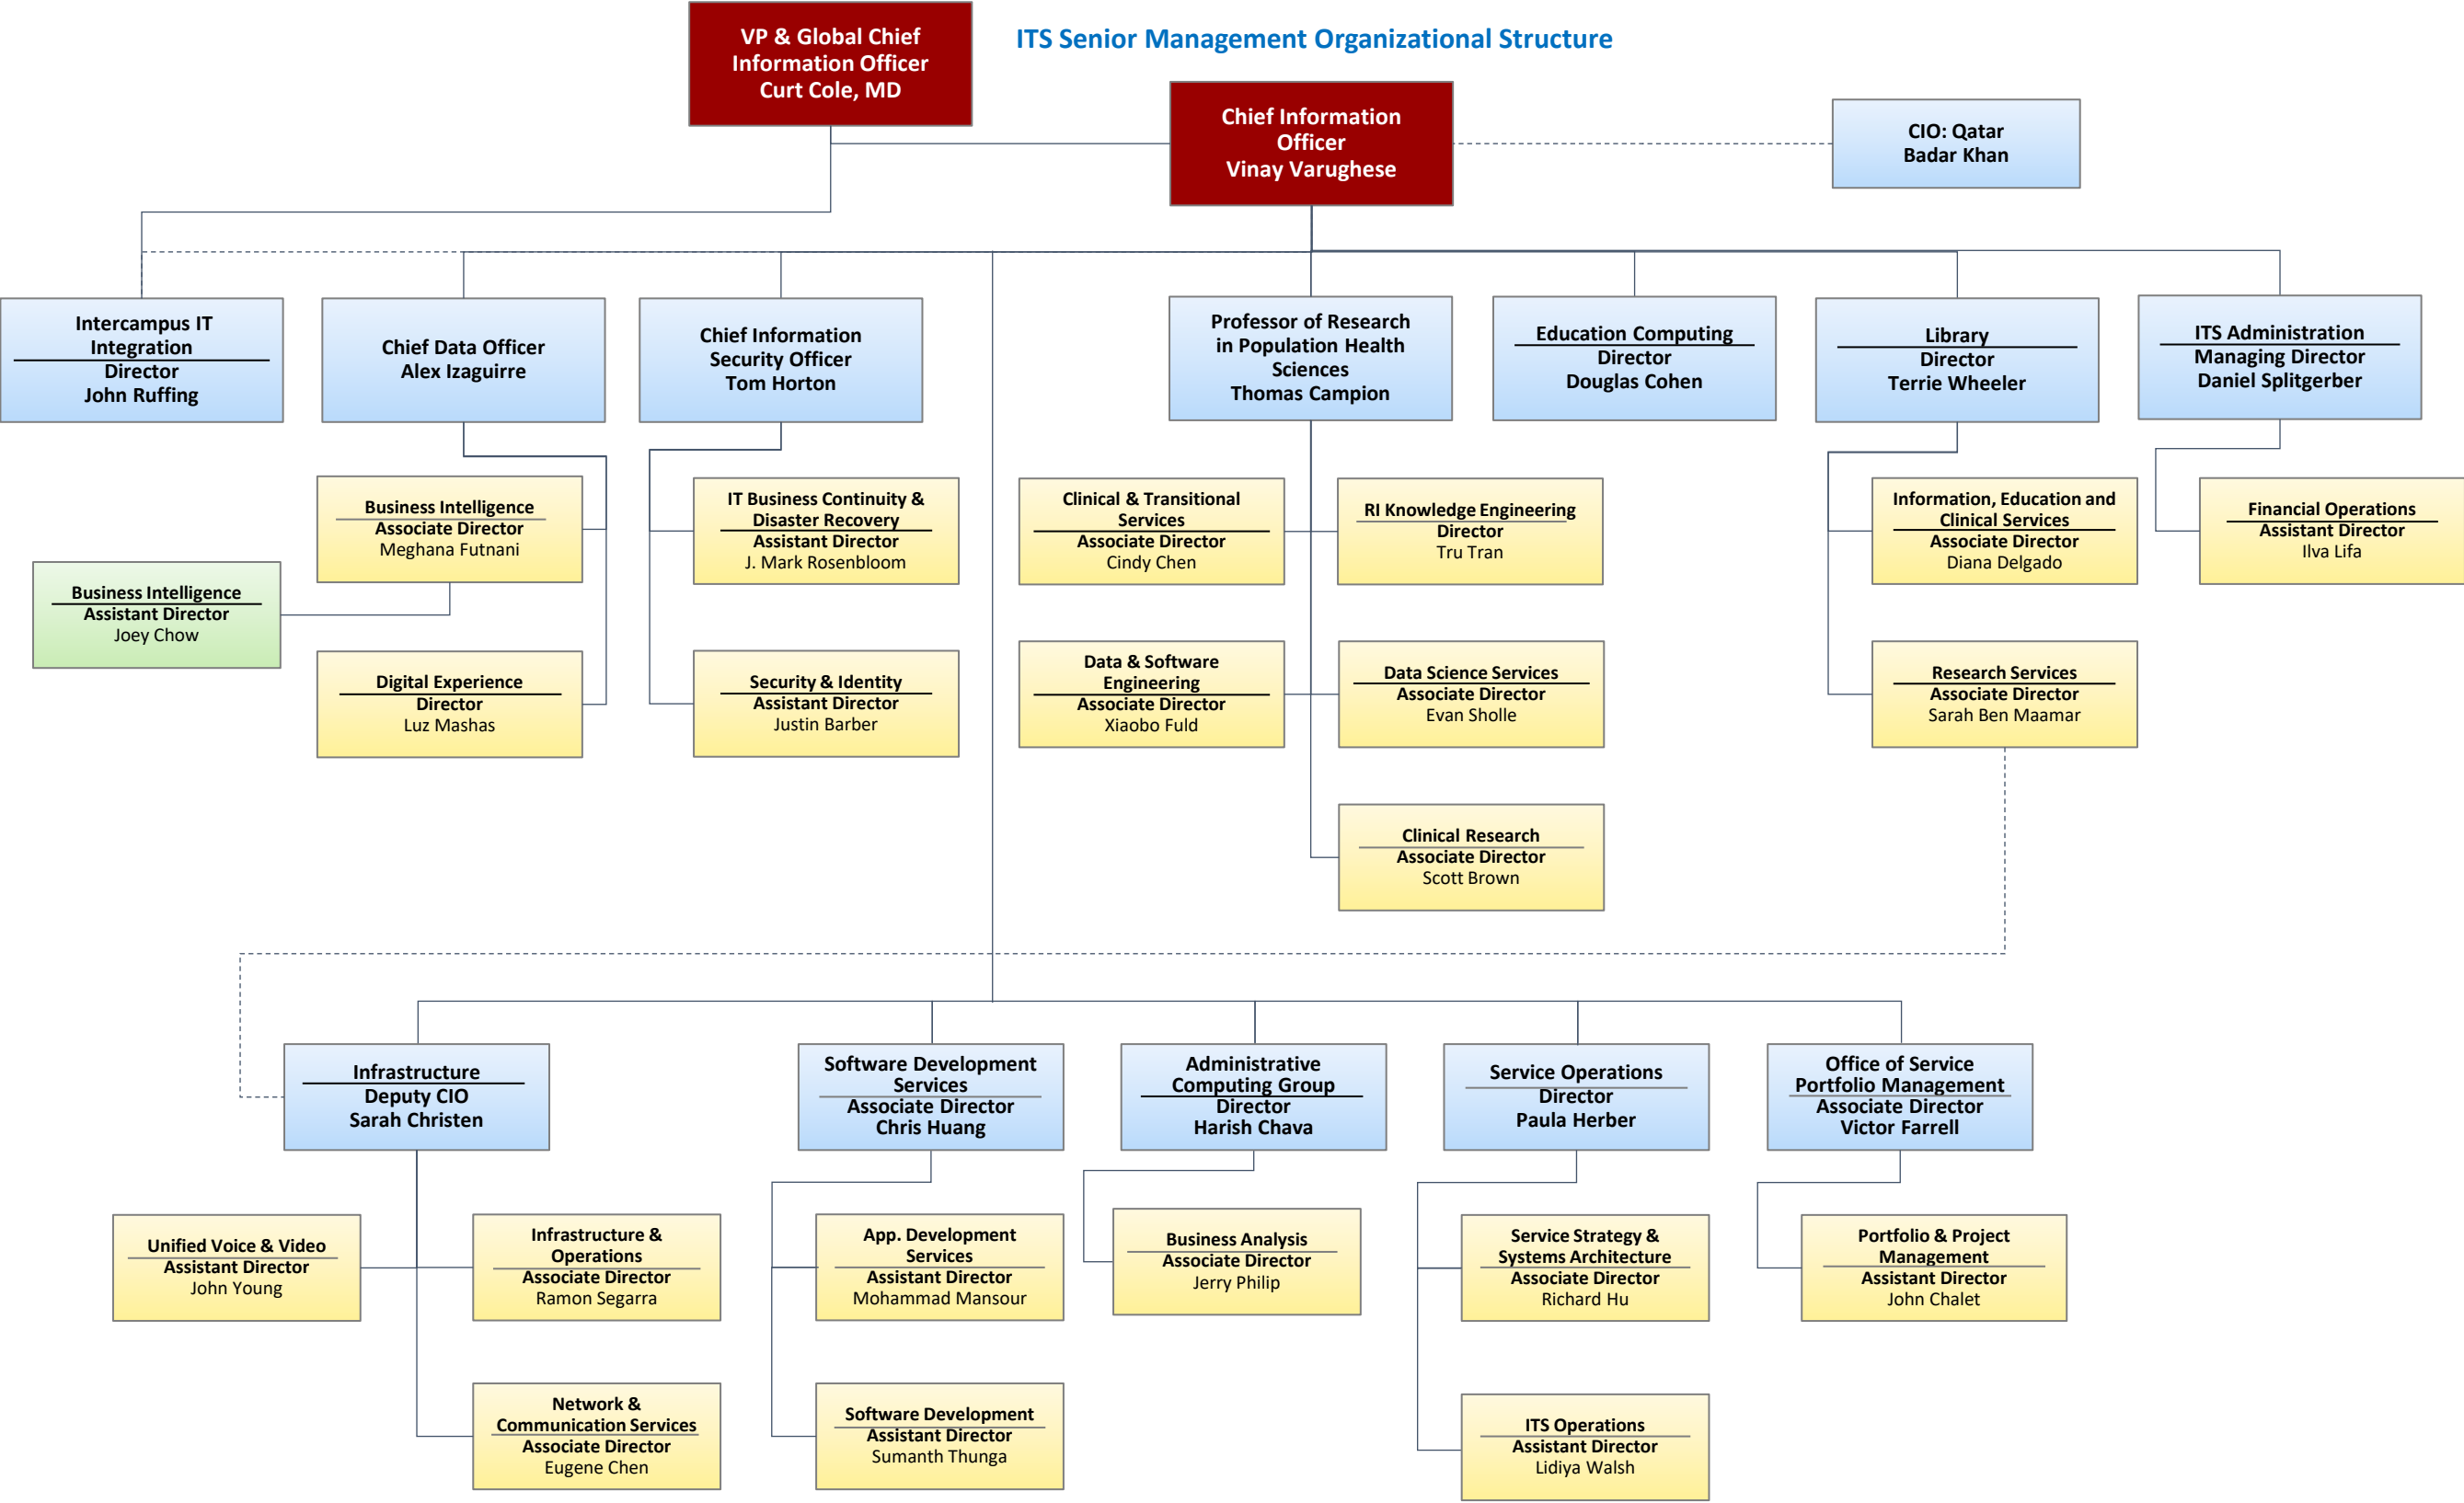 VP & Global Chief
Information Officer
Curt Cole, MD
ITS Senior Management Organizational Structure
Chief Information
Officer
Vinay Varughese
CIO: Qatar
Badar Khan
Intercampus IT
Integration
Director
John Ruffing
Chief Data Officer
Alex Izaguirre
Chief Information
Security Officer
Tom Horton
Professor of Research
in Population Health
Sciences
Thomas Campion
Education Computing
Director
Douglas Cohen
Library
Director
Terrie Wheeler
ITS Administration
Managing Director
Daniel Splitgerber
Business Intelligence
Associate Director
Meghana Futnani
IT Business Continuity &
Disaster Recovery
Assistant Director
J. Mark Rosenbloom
Clinical & Transitional
Services
Associate Director
Cindy Chen
RI Knowledge Engineering
Director
Tru Tran
Information, Education and
Clinical Services
Associate Director
Diana Delgado
Financial Operations
Assistant Director
Ilva Lifa
Business Intelligence
Assistant Director
Joey Chow
Digital Experience
Director
Luz Mashas
Security & Identity
Assistant Director
Justin Barber
Data & Software
Engineering
Associate Director
Xiaobo Fuld
Data Science Services
Associate Director
Evan Sholle
Research Services
Associate Director
Sarah Ben Maamar
Clinical Research
Associate Director
Scott Brown
Infrastructure
Deputy CIO
Sarah Christen
Software Development
Services
Associate Director
Chris Huang
Administrative
Computing Group
Director
Harish Chava
Service Operations
Director
Paula Herber
Office of Service
Portfolio Management
Associate Director
Victor Farrell
Unified Voice & Video
Assistant Director
John Young
Infrastructure &
Operations
Associate Director
Ramon Segarra
App. Development
Services
Assistant Director
Mohammad Mansour
Business Analysis
Associate Director
Jerry Philip
Service Strategy &
Systems Architecture
Associate Director
Richard Hu
Portfolio & Project
Management
Assistant Director
John Chalet
Network &
Communication Services
Associate Director
Eugene Chen
Software Development
Assistant Director
Sumanth Thunga
ITS Operations
Assistant Director
Lidiya Walsh